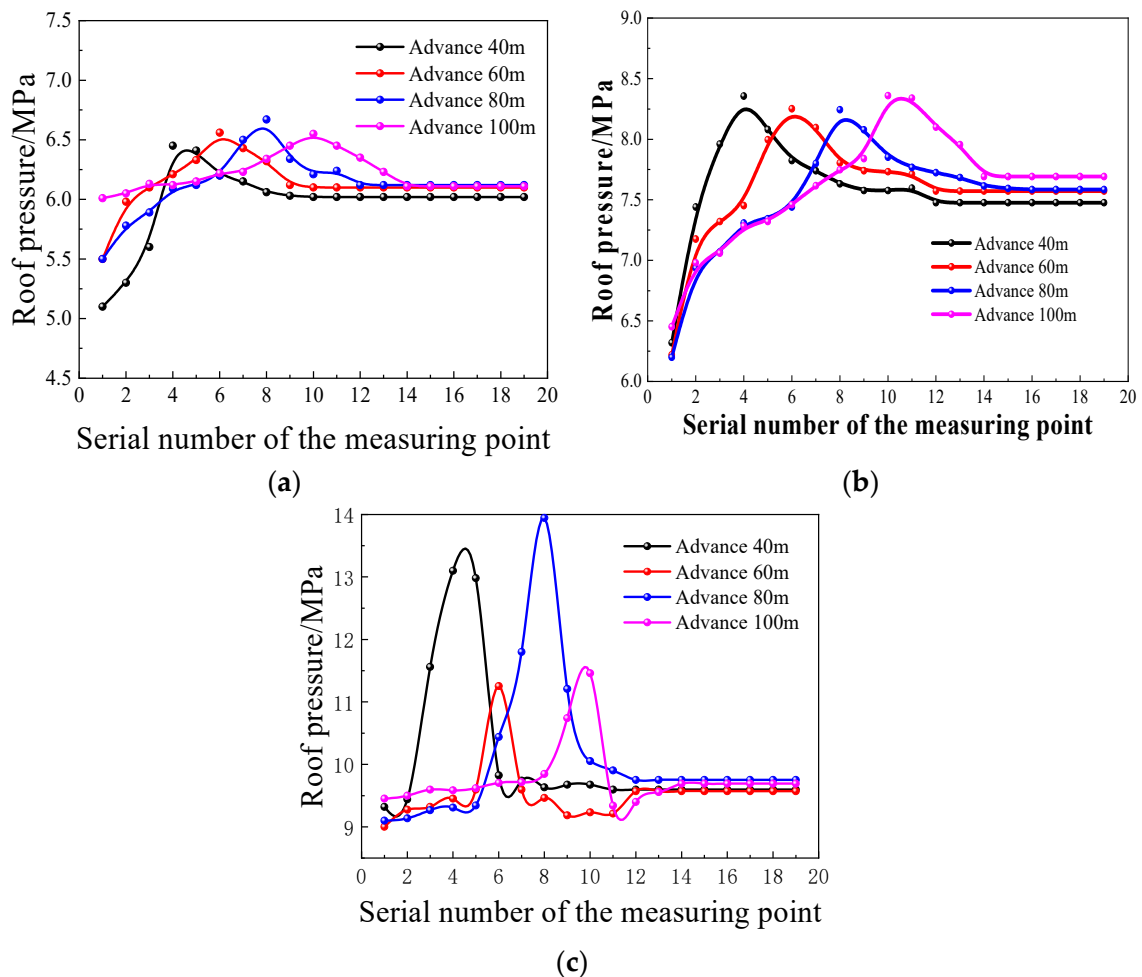 7.5
7.0
6.5
6.0
5.5
5.0
4.5
Roof pressure/MPa
Advance 40m
Advance 60m
Advance 80m
Advance 100m
0 2 4 6 8 10 12 14 16 18 20
Serial number of the measuring point
(a)
9.0
8.5
8.0
7.5
7.0
6.5
6.0
Roof pressure/MPa
Advance 40m
Advance 60m
Advance 80m
Advance 100m
0 2 4 6 8 10 12 14 16 18 20
Serial number of the measuring point
(b)
14
13
12
11
10
9
Roof pressure/MPa
Advance 40m
Advance 60m
Advance 80m
Advance 100m
0 2 4 6 8 10 12 14 16 18 20
Serial number of the measuring point
(c)